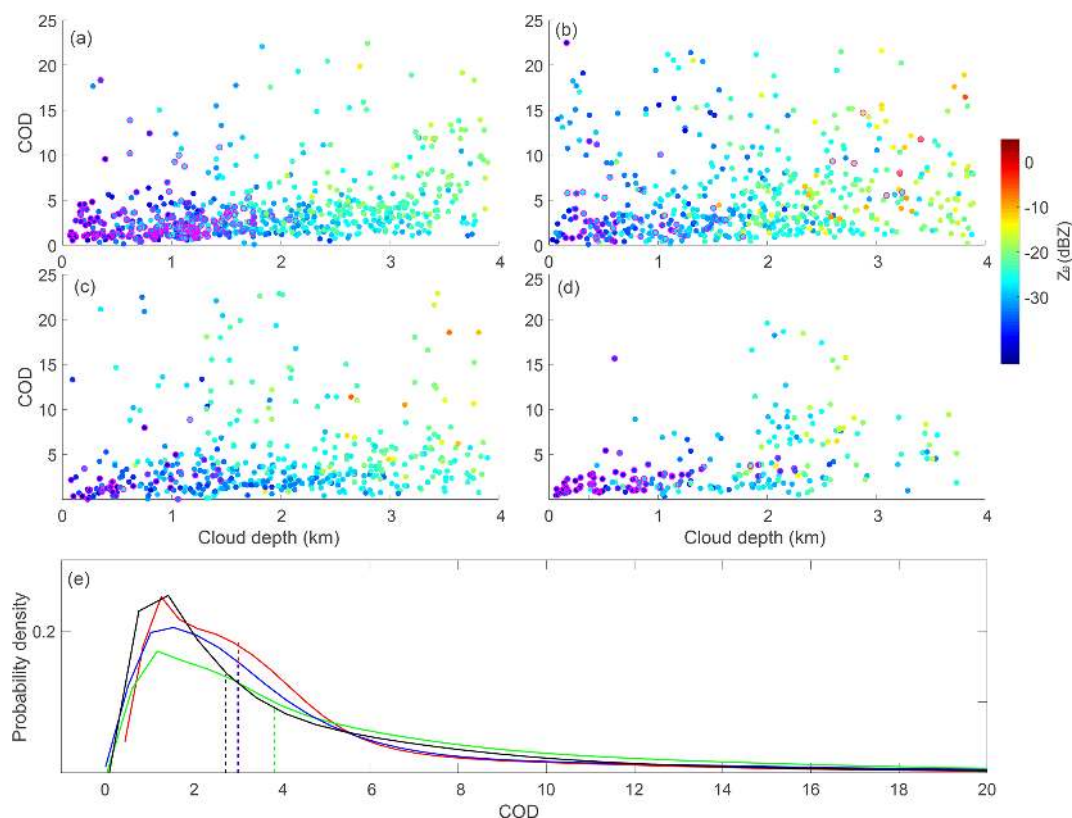 25 (a) 25 (b)
20 20
15 15
COD 10 10
5 5
0 0
0 1 2 3 4 0 1 2 3 4
0
-10
-20
-30
(dBZ)
25 (c) 25 (d)
20 20
15 15
COD 10 10
5 5
0 1 2 3 4 0 1 2 3 4
Cloud depth (km) Cloud depth (km)
(e)
Probability density
0.2
0 2 4 6 8 10 12 14 16 18 20
COD